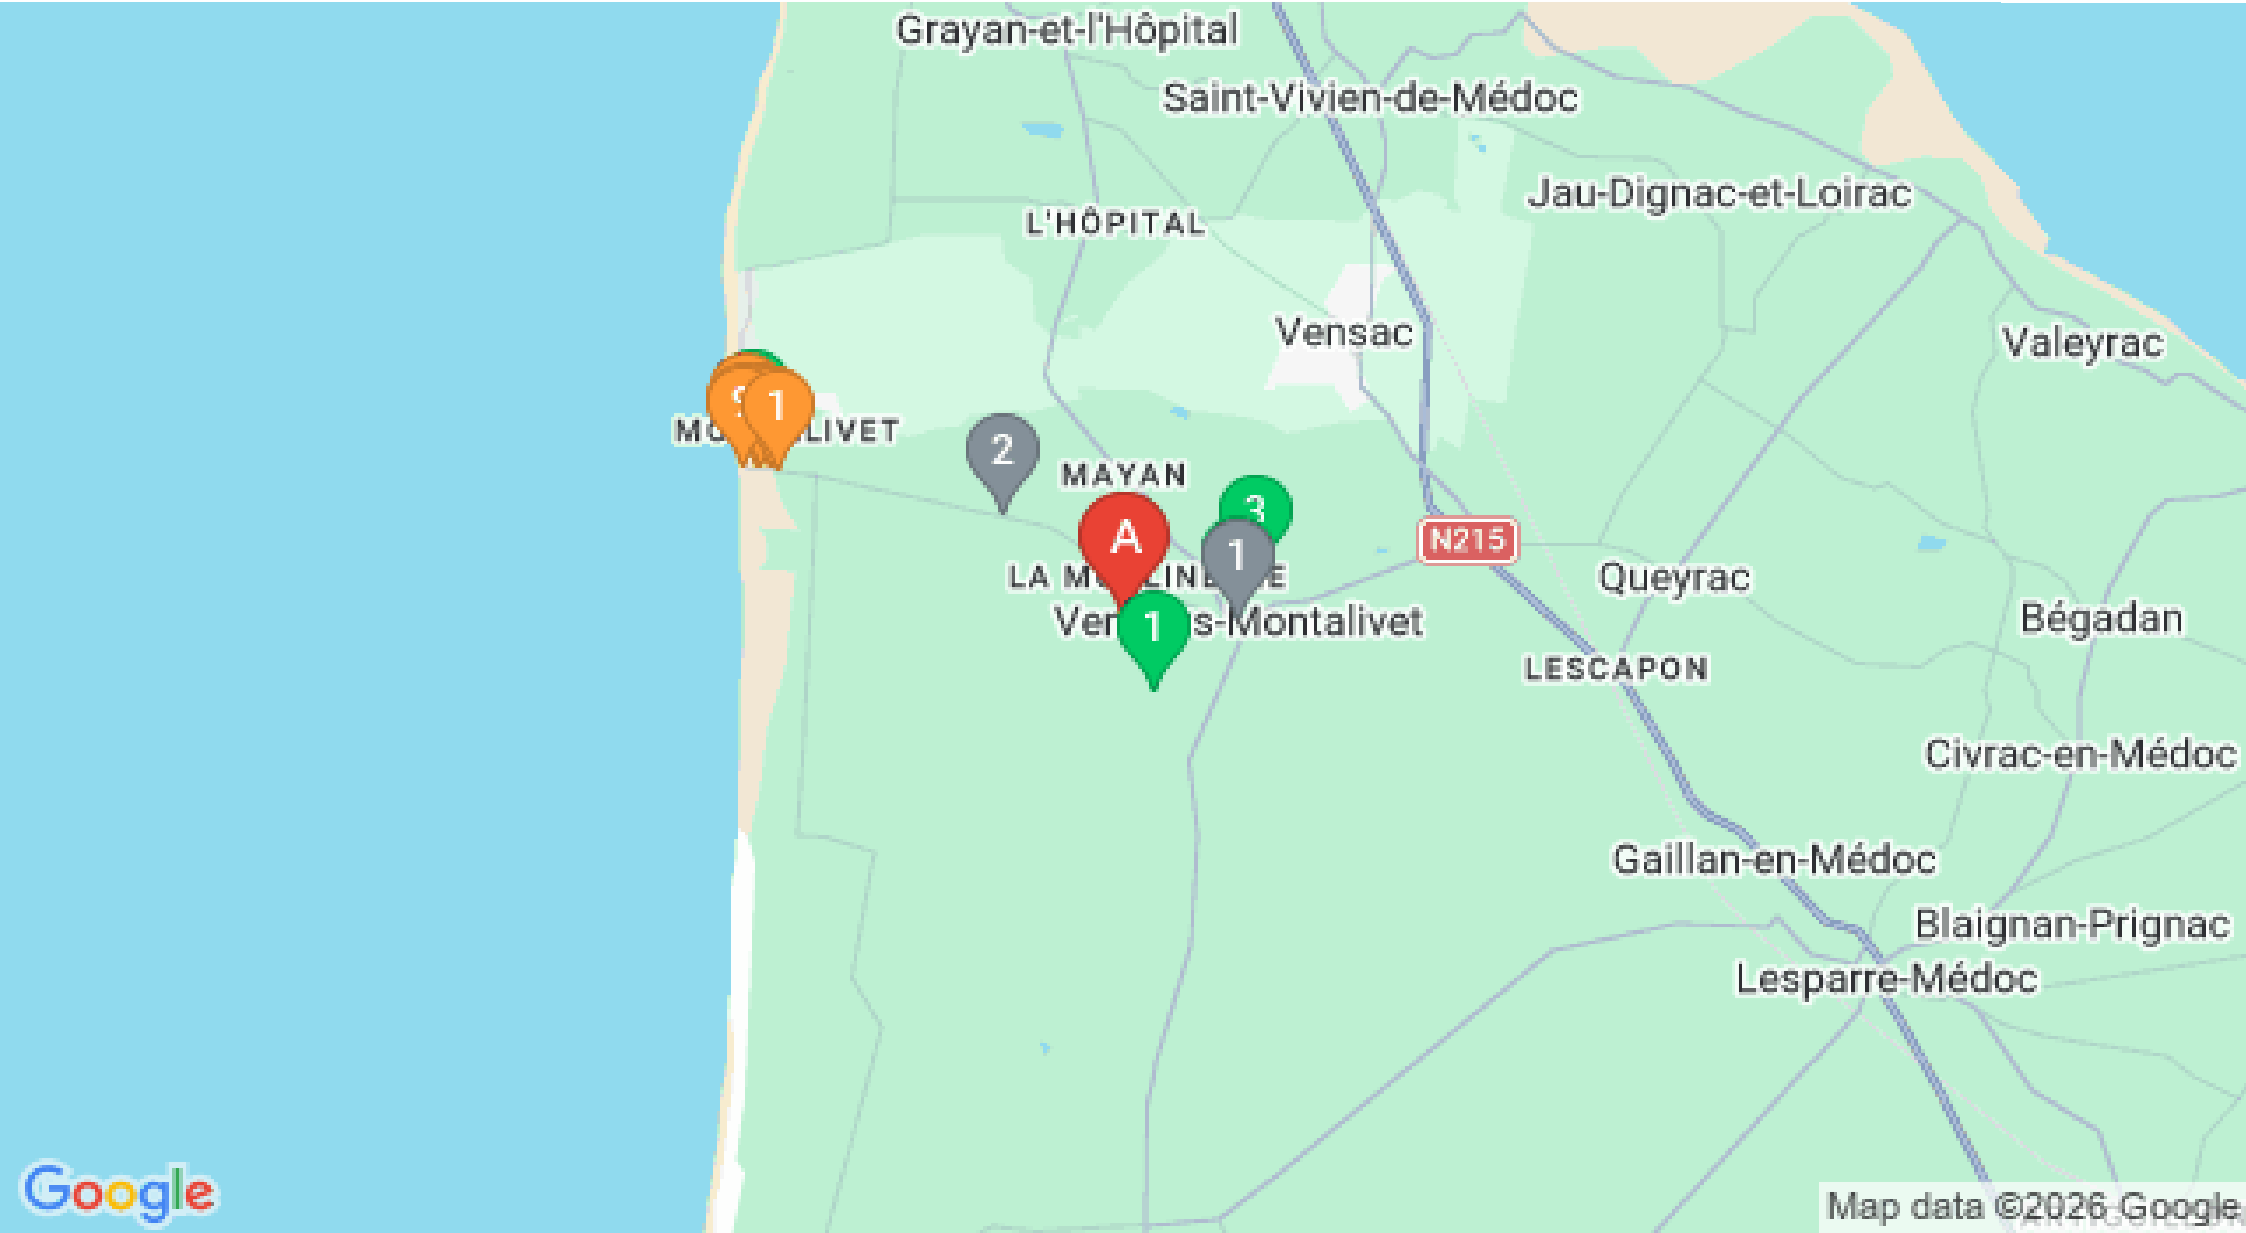 Grayan-et-l'Hôpital
Saint-Vivien-de-Médoc
Jau-Dignac-et-Loirac
L'HÔPITAL
Vensac
Valeyrac
9
1
2
MAYAN
3
A
1
N215
Queyrac
1
s-Montalivet
Bégadan
LESCAPON
Civrac-en-Médoc
Gaillan-en-Médoc
Blaignan-Prignac
Lesparre-Médoc
Google
Map data ©2026 Google